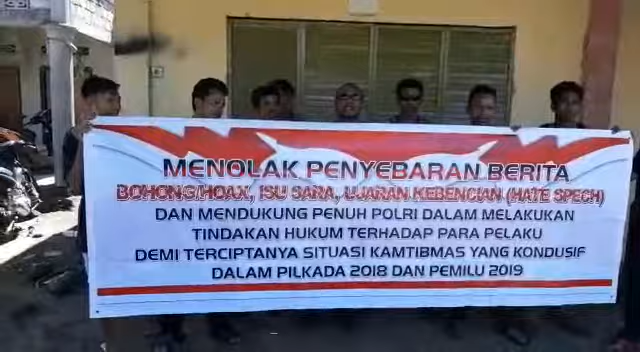 MENOLAK PENYEBARAN BERITA
BOHONG/HOAX, ISU SARA, UJARAN KEBENCIAN (HATE SPECH)
DAN MENDUKUNG PENUH POLRI DALAM MELAKUKAN
TINDAKAN HUKUM TERHADAP PARA PELAKU
DEMI TERCIPTANYA SITUASI KAMTIBMAS YANG KONDUSIF
DALAM PILKADA 2018 DAN PEMILU 2019